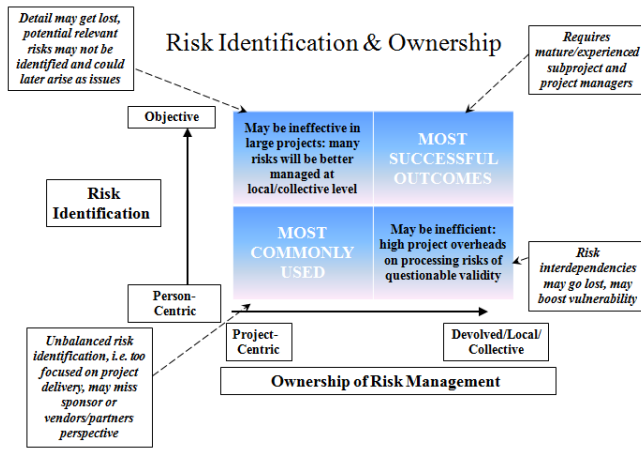 Detail may get lost,
potential relevant
risks may not be
identified and could
later arise as issues
Risk Identification & Ownership
Requires
mature/experienced
subproject and
project managers
Objective
May be ineffective in
large projects: many
risks will be better
managed at
local/collective level
MOST
SUCCESSFUL
OUTCOMES
Risk
Identification
MOST
COMMONLY
USED
May be inefficient:
high project overheads
on processing risks of
questionable validity
Risk
interdependencies
may go lost, may
boost vulnerability
Person-
Centric
Project-
Centric
Devolved/Local/
Collective
Unbalanced risk
identification, i.e. too
focused on project
delivery, may miss
sponsor or
vendors/partners
perspective
Ownership of Risk Management